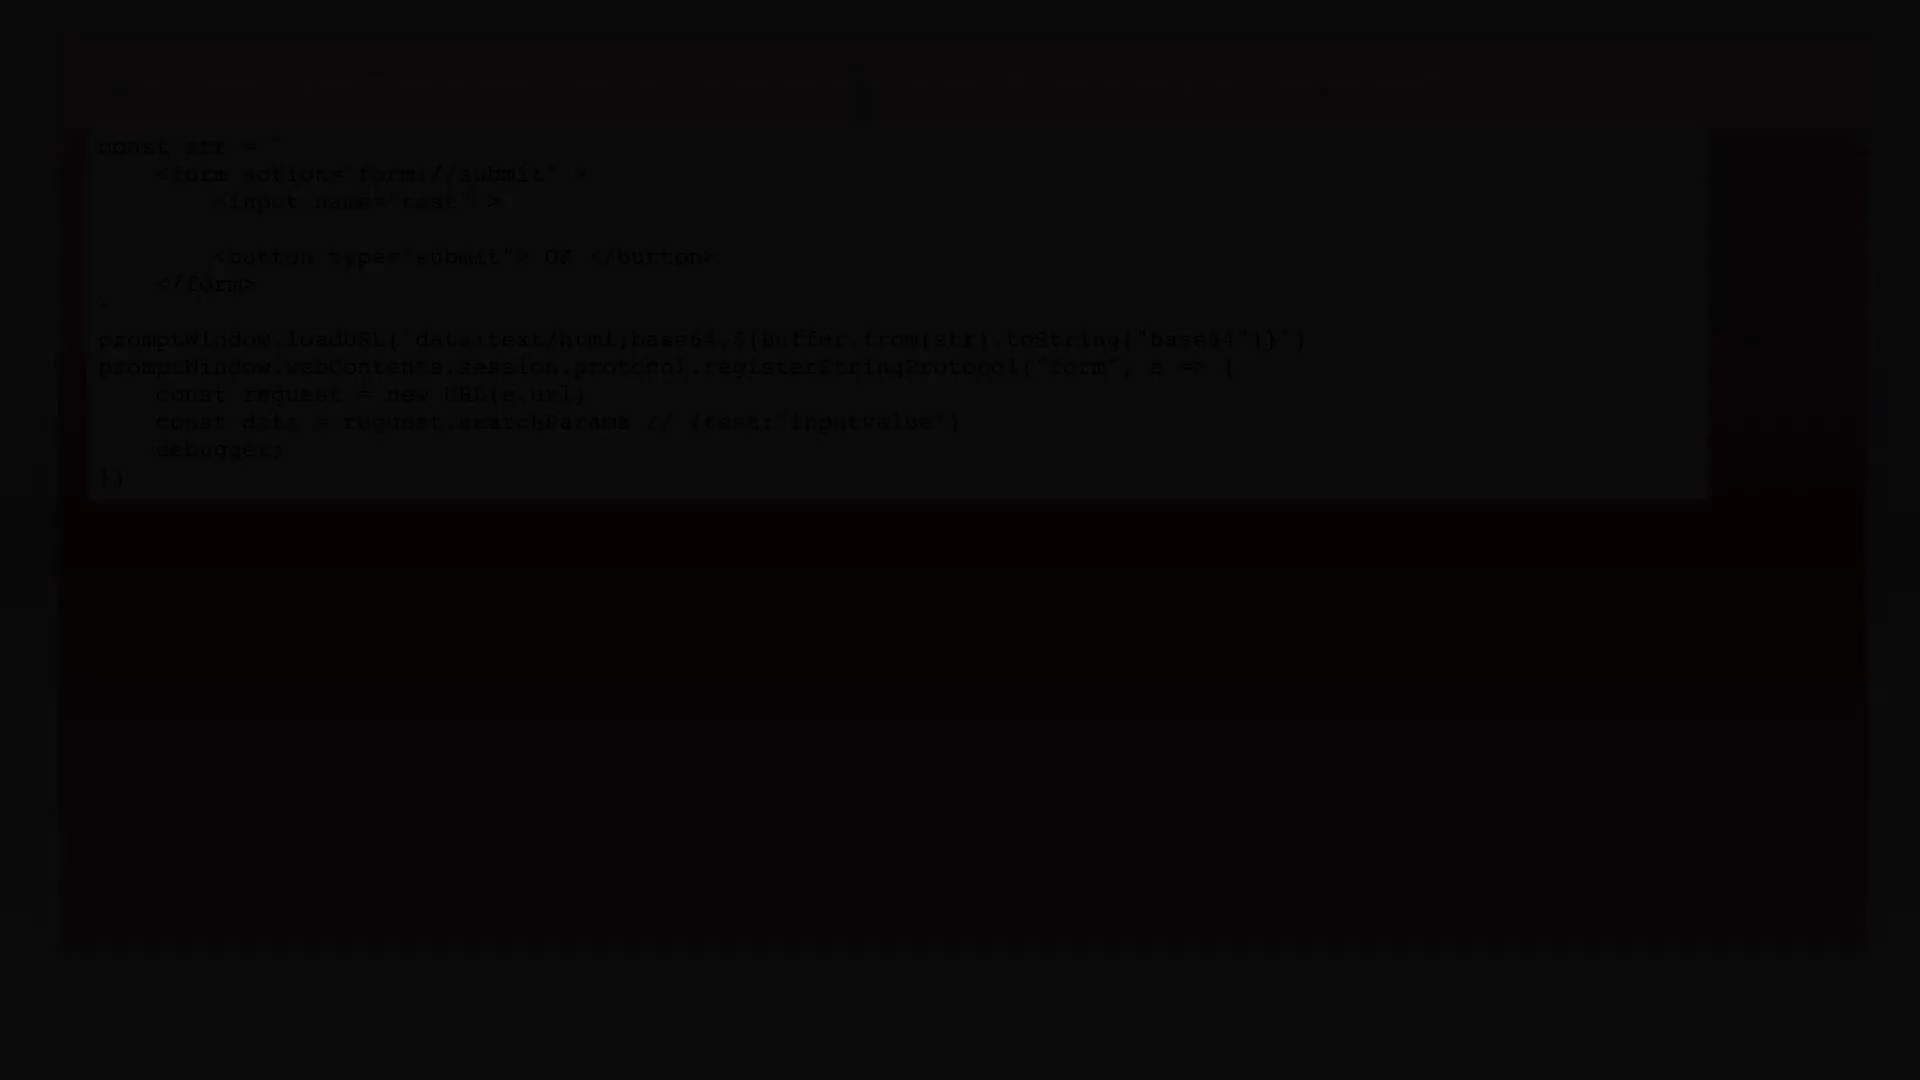 const str = `
<form action="form://submit" >
<input name="test" >
<button type="submit"> OK </button>
</form>
`
promptWindow.loadURL(`data:text/html;base64,${Buffer.from(str).toString("base64")}`)
promptWindow.webContents.session.protocol.registerStringProtocol("form", e => {
const request = new URL(e.url)
const data = request.searchParams // {test:"inputvalue"}
debugger;
})